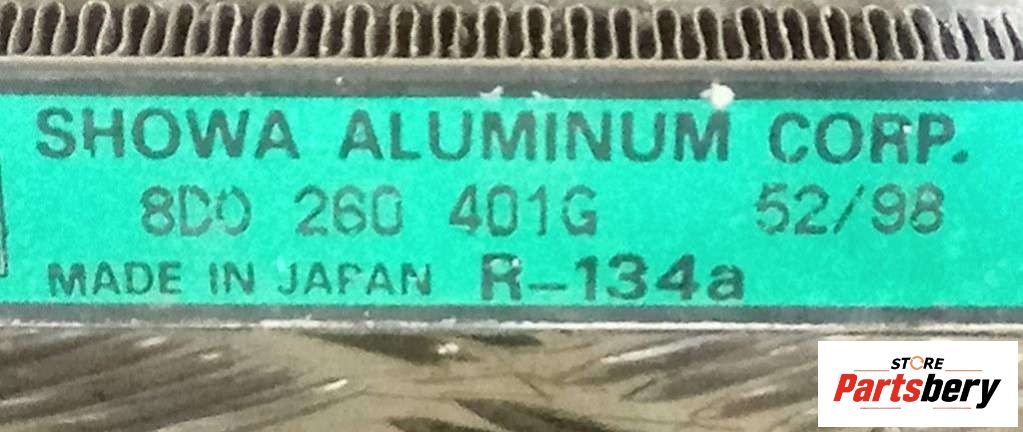 SHOWA ALUMINUM CORP.
8D0 260 401G 52/98
MADE IN JAPAN R-134a
STORE
Partsbery